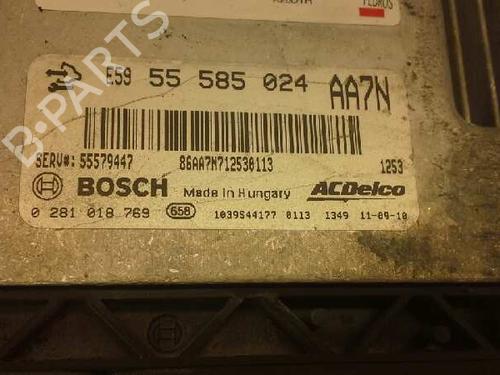 PEDROS
E59 55 585 024 AA7N
SERV#: 55579447 86AA7N712530113 1253
BOSCH Made in Hungary ACDelco
0 281 018 769 658 1039S44177 0113 1349 11-09-10
B-PARTS